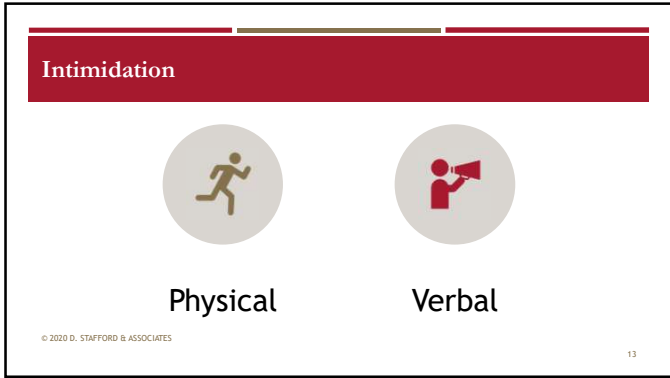 Intimidation
Physical
Verbal
© 2020 D. STAFFORD & ASSOCIATES
13